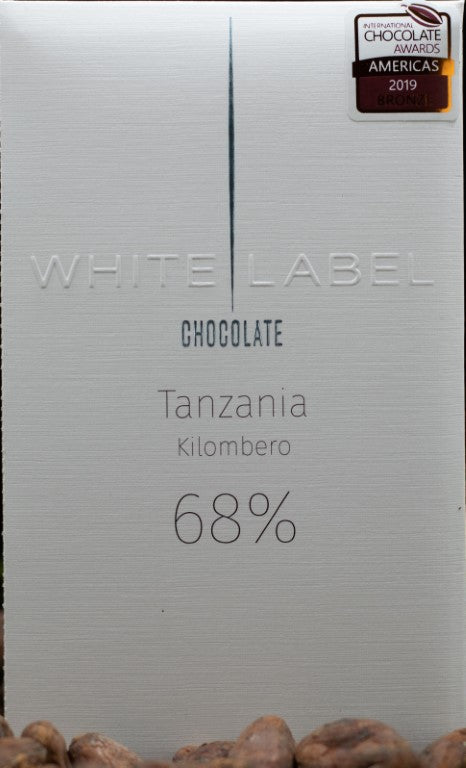 INTERNATIONAL
CHOCOLATE
AWARDS
AMERICAS
2019
BRONZE
WHITE LABEL
CHOCOLATE
Tanzania
Kilombero
68%